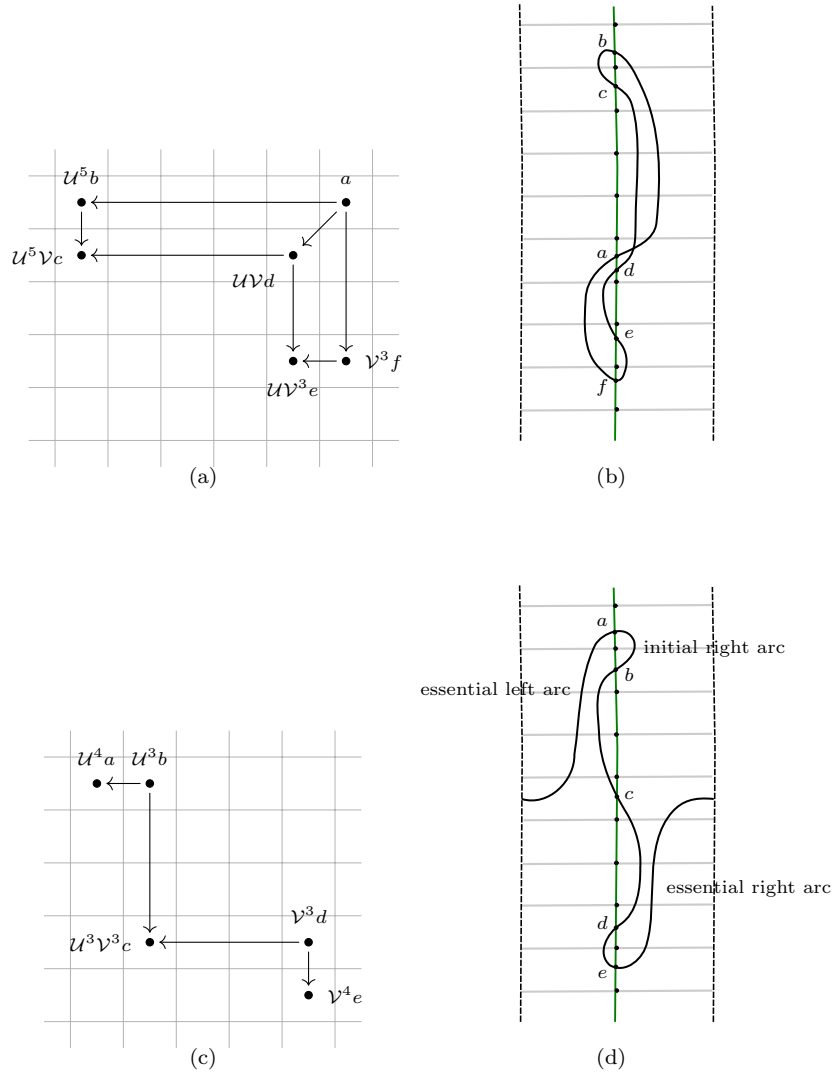 𝒰⁵b
a
𝒰⁵𝒱c
𝒰𝒱d
𝒰𝒱³e
𝒱³f
(a)
b
c
a
d
e
f
(b)
𝒰⁴a 𝒰³b
𝒱³d
𝒰³𝒱³c
𝒱⁴e
(c)
a
initial right arc
b
essential left arc
c
essential right arc
d
e
(d)